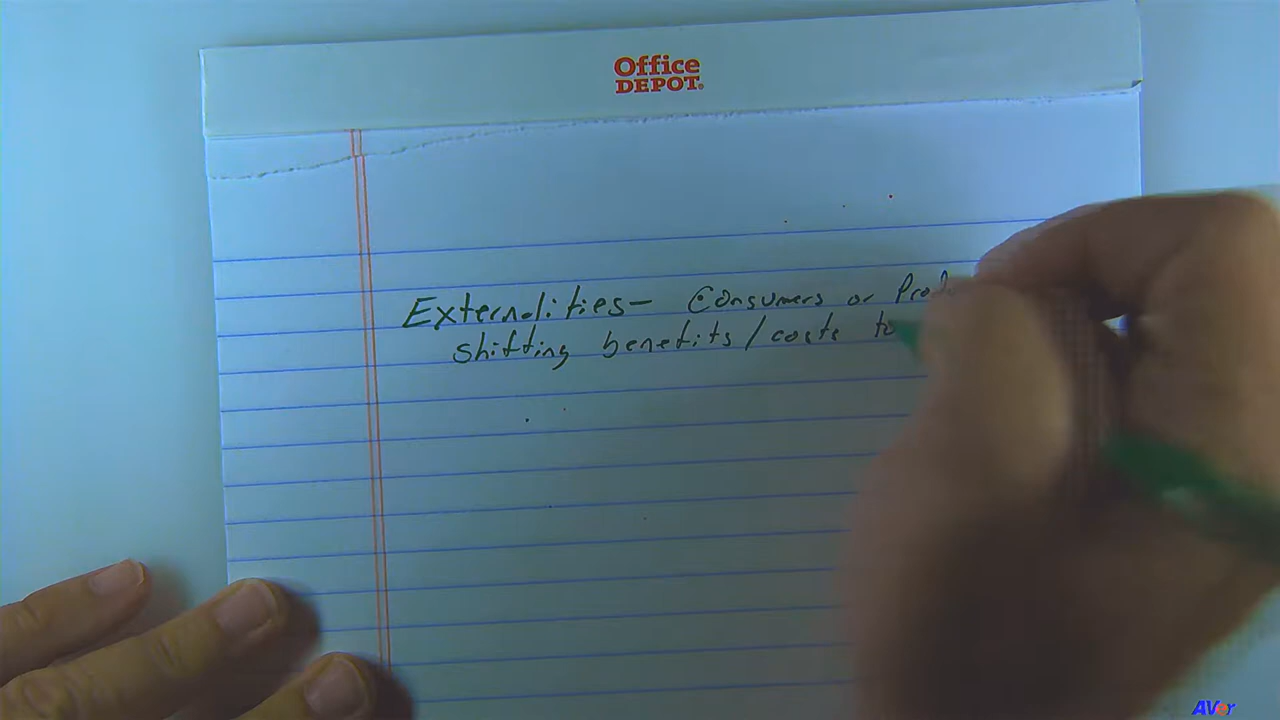 Office
DEPOT
Externalities- Consumers or
shifting benefits/costs to
AVer